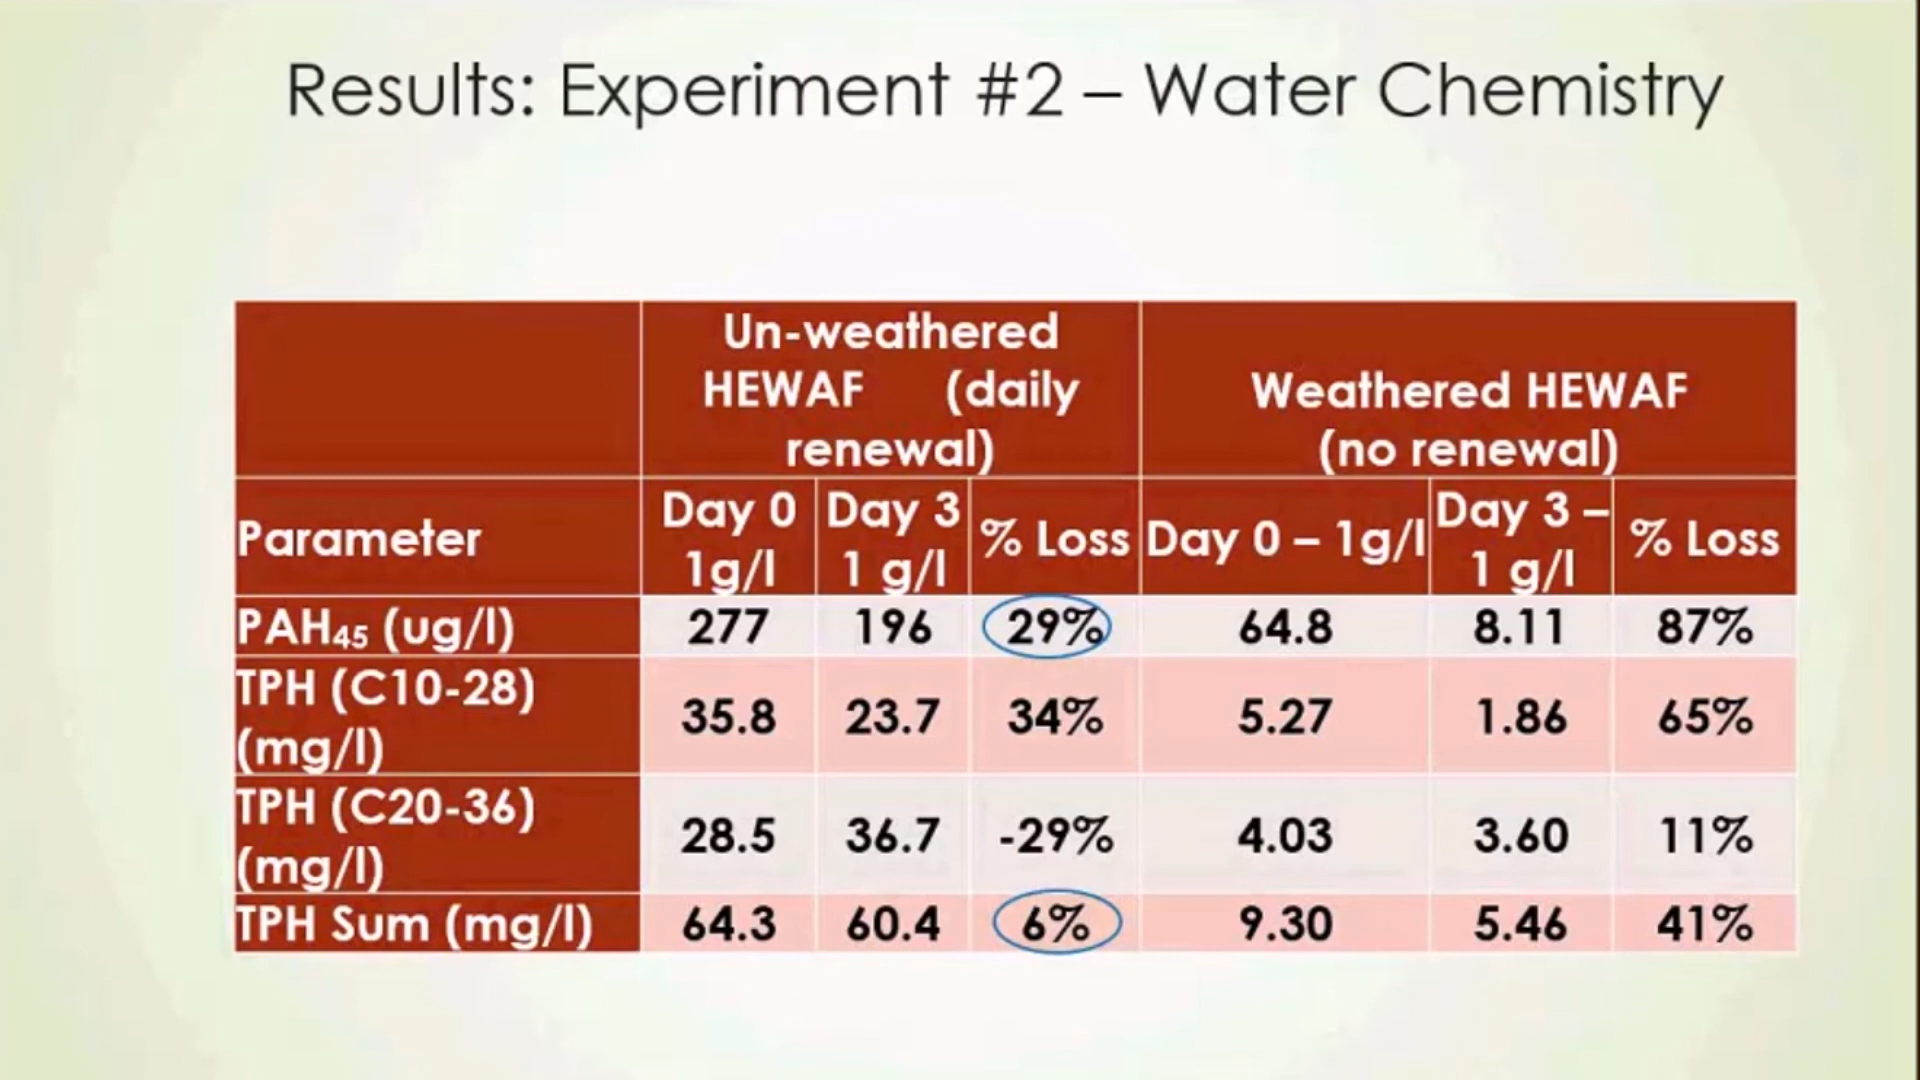 Results: Experiment #2 – Water Chemistry
Un-weathered
HEWAF (daily
renewal)
Weathered HEWAF
(no renewal)
Parameter
Day 0
1g/l
Day 3
1 g/l
% Loss
Day 0 – 1g/l
Day 3 –
1 g/l
% Loss
PAH₄₅ (ug/l) 277 196 29% 64.8 8.11 87%
TPH (C10-28)
(mg/l)
35.8 23.7 34% 5.27 1.86 65%
TPH (C20-36)
(mg/l)
28.5 36.7 -29% 4.03 3.60 11%
TPH Sum (mg/l) 64.3 60.4 6% 9.30 5.46 41%